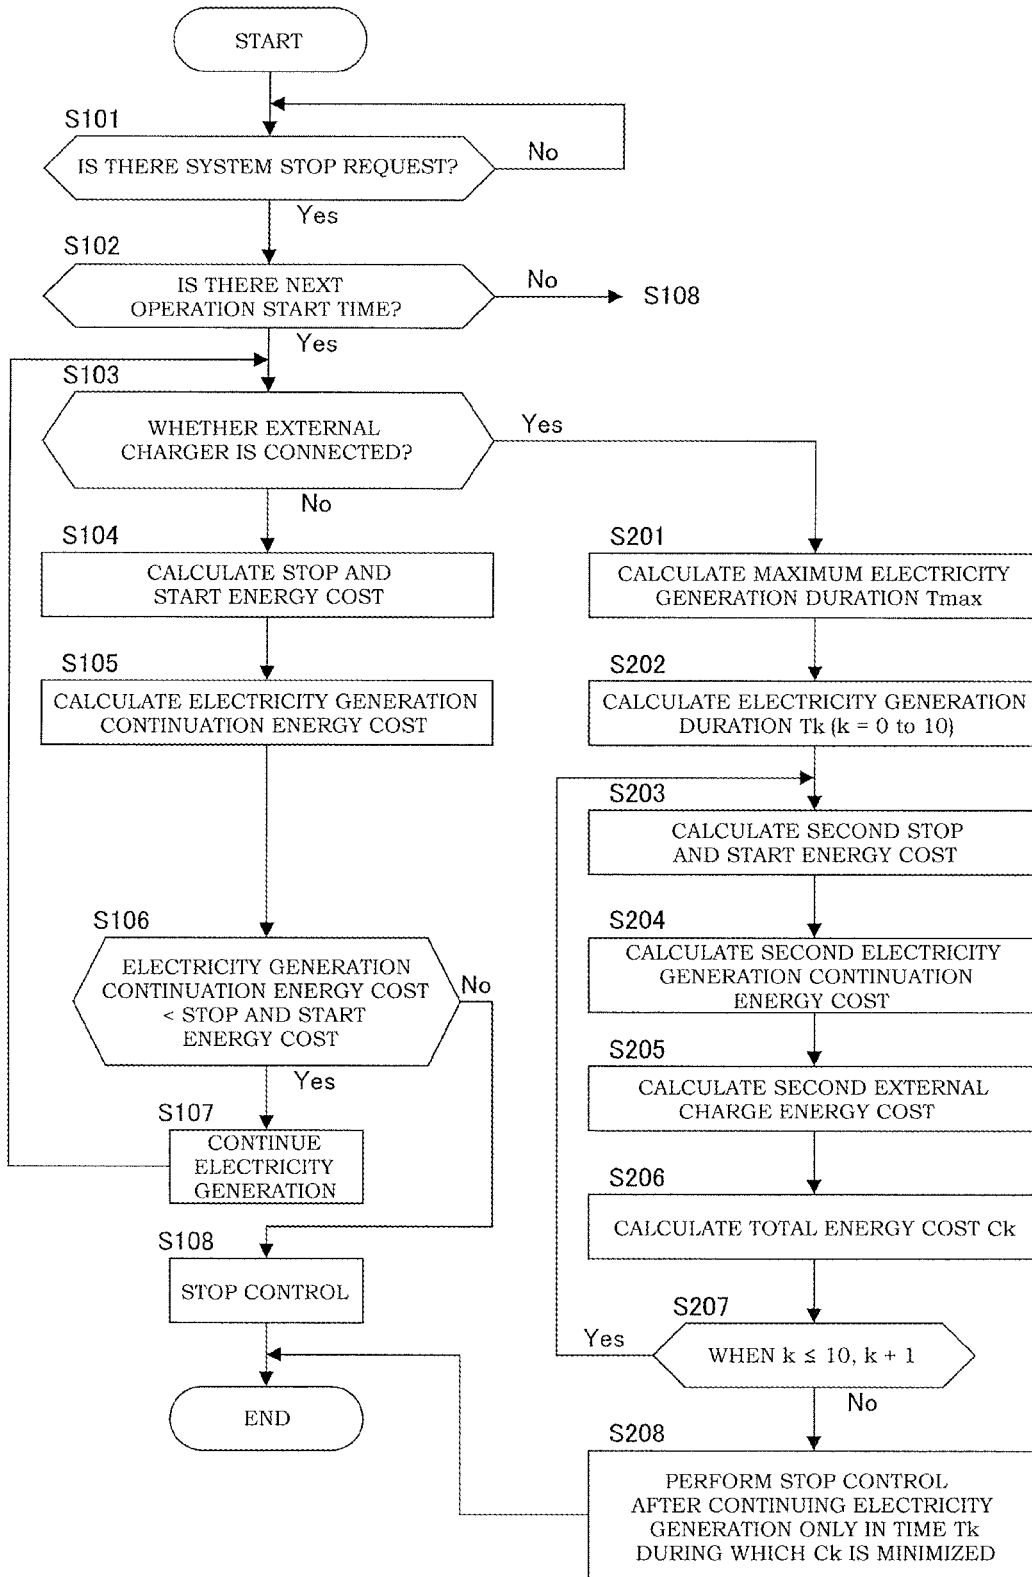 START
S101
IS THERE SYSTEM STOP REQUEST?
No
Yes
S102
IS THERE NEXT
OPERATION START TIME?
No
S108
Yes
S103
WHETHER EXTERNAL
CHARGER IS CONNECTED?
Yes
No
S104
CALCULATE STOP AND
START ENERGY COST
S105
CALCULATE ELECTRICITY GENERATION
CONTINUATION ENERGY COST
S106
ELECTRICITY GENERATION
CONTINUATION ENERGY COST
< STOP AND START
ENERGY COST
No
Yes
S107
CONTINUE
ELECTRICITY
GENERATION
S108
STOP CONTROL
END
S201
CALCULATE MAXIMUM ELECTRICITY
GENERATION DURATION Tmax
S202
CALCULATE ELECTRICITY GENERATION
DURATION Tk (k = 0 to 10)
S203
CALCULATE SECOND STOP
AND START ENERGY COST
S204
CALCULATE SECOND ELECTRICITY
GENERATION CONTINUATION
ENERGY COST
S205
CALCULATE SECOND EXTERNAL
CHARGE ENERGY COST
S206
CALCULATE TOTAL ENERGY COST Ck
S207
Yes
WHEN k ≤ 10, k + 1
No
S208
PERFORM STOP CONTROL
AFTER CONTINUING ELECTRICITY
GENERATION ONLY IN TIME Tk
DURING WHICH Ck IS MINIMIZED